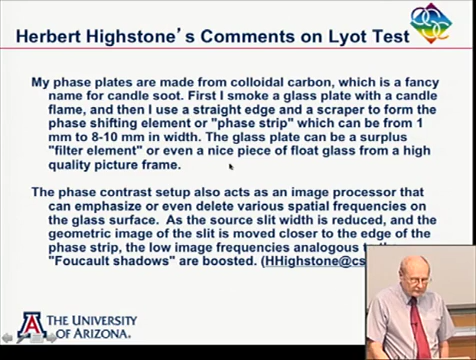 Herbert Highstone's Comments on Lyot Test
My phase plates are made from colloidal carbon, which is a fancy
name for candle soot. First I smoke a glass plate with a candle
flame, and then I use a straight edge and a scraper to form the
phase shifting element or "phase strip" which can be from 1
mm to 8-10 mm in width. The glass plate can be a surplus
"filter element" or even a nice piece of float glass from a high
quality picture frame.
The phase contrast setup also acts as an image processor that
can emphasize or even delete various spatial frequencies on
the glass surface. As the source slit width is reduced, and the
geometric image of the slit is moved closer to the edge of the
phase strip, the low image frequencies analogous
"Foucault shadows" are boosted. (HHighstone@cs
THE UNIVERSITY
OF ARIZONA.